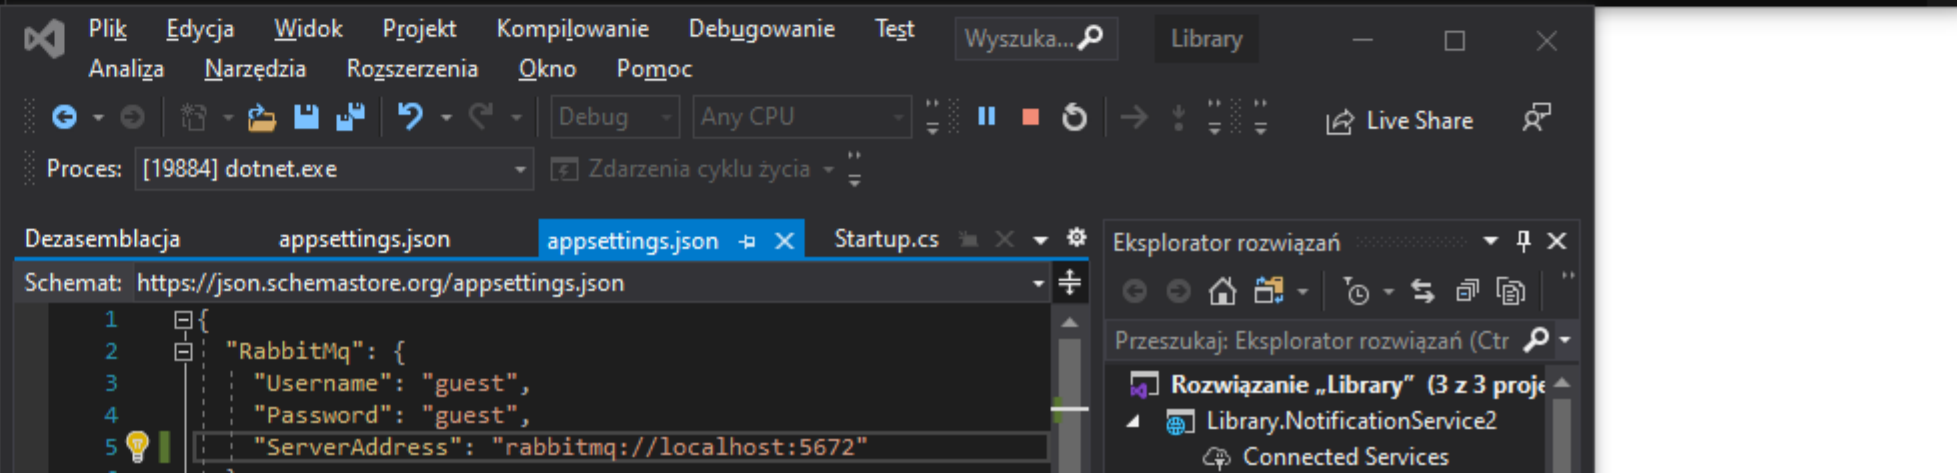 Plik Edycja Widok Projekt Kompilowanie Debugowanie Test Wyszuka... Library
Analiza Narzędzia Rozszerzenia Okno Pomoc
Debug Any CPU Live Share
Proces: [19884] dotnet.exe Zdarzenia cyklu życia
Dezasemblacja appsettings.json appsettings.json Startup.cs
Schemat: https://json.schemastore.org/appsettings.json
1 {
2 "RabbitMq": {
3 "Username": "guest",
4 "Password": "guest",
5 "ServerAddress": "rabbitmq://localhost:5672"
Eksplorator rozwiązań
Przeszukaj: Eksplorator rozwiązań (Ctr
Rozwiązanie „Library” (3 z 3 proje
Library.NotificationService2
Connected Services